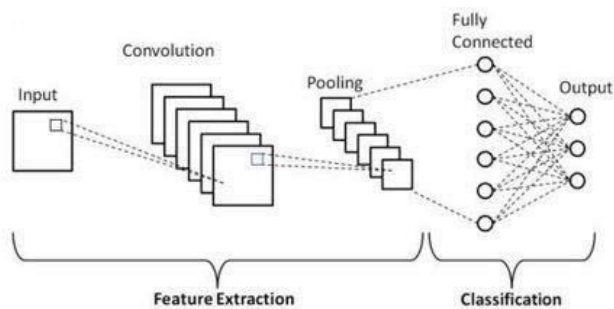 Fully
Connected
Convolution
Pooling
Input
Output
Feature Extraction
Classification